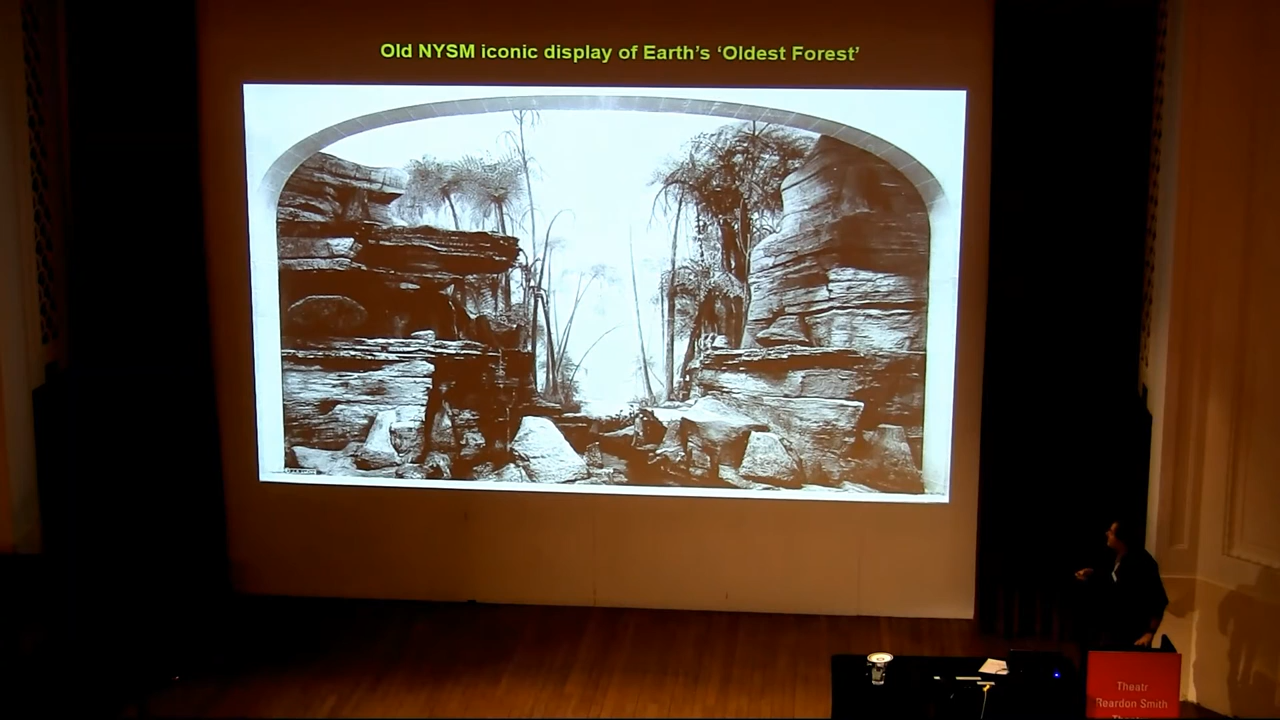 Old NYSM iconic display of Earth's ‘Oldest Forest’
Theatr
Reardon Smith